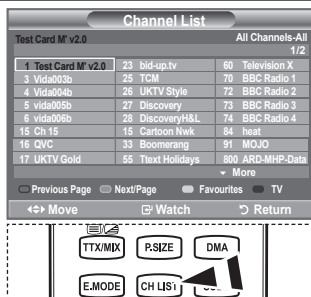 Channel List
Test Card M' v2.0 All Channels-All
1/2
1 Test Card M' v2.0 23 bid-up.tv 60 Television X
3 Vida003b 25 TCM 70 BBC Radio 1
4 Vida004b 26 UKTV Style 72 BBC Radio 2
5 vida005b 27 Discovery 73 BBC Radio 3
6 vida006b 28 DiscoveryH&L 74 BBC Radio 4
15 Ch 15 15 Cartoon Nwk 84 heat
16 QVC 33 Boomerang 91 MOJO
17 UKTV Gold 55 Ttext Holidays 800 ARD-MHP-Data
More
Previous Page Next/Page Favourites TV
Move Watch Return
TTX/MIX P.SIZE DMA
E.MODE CH LIST